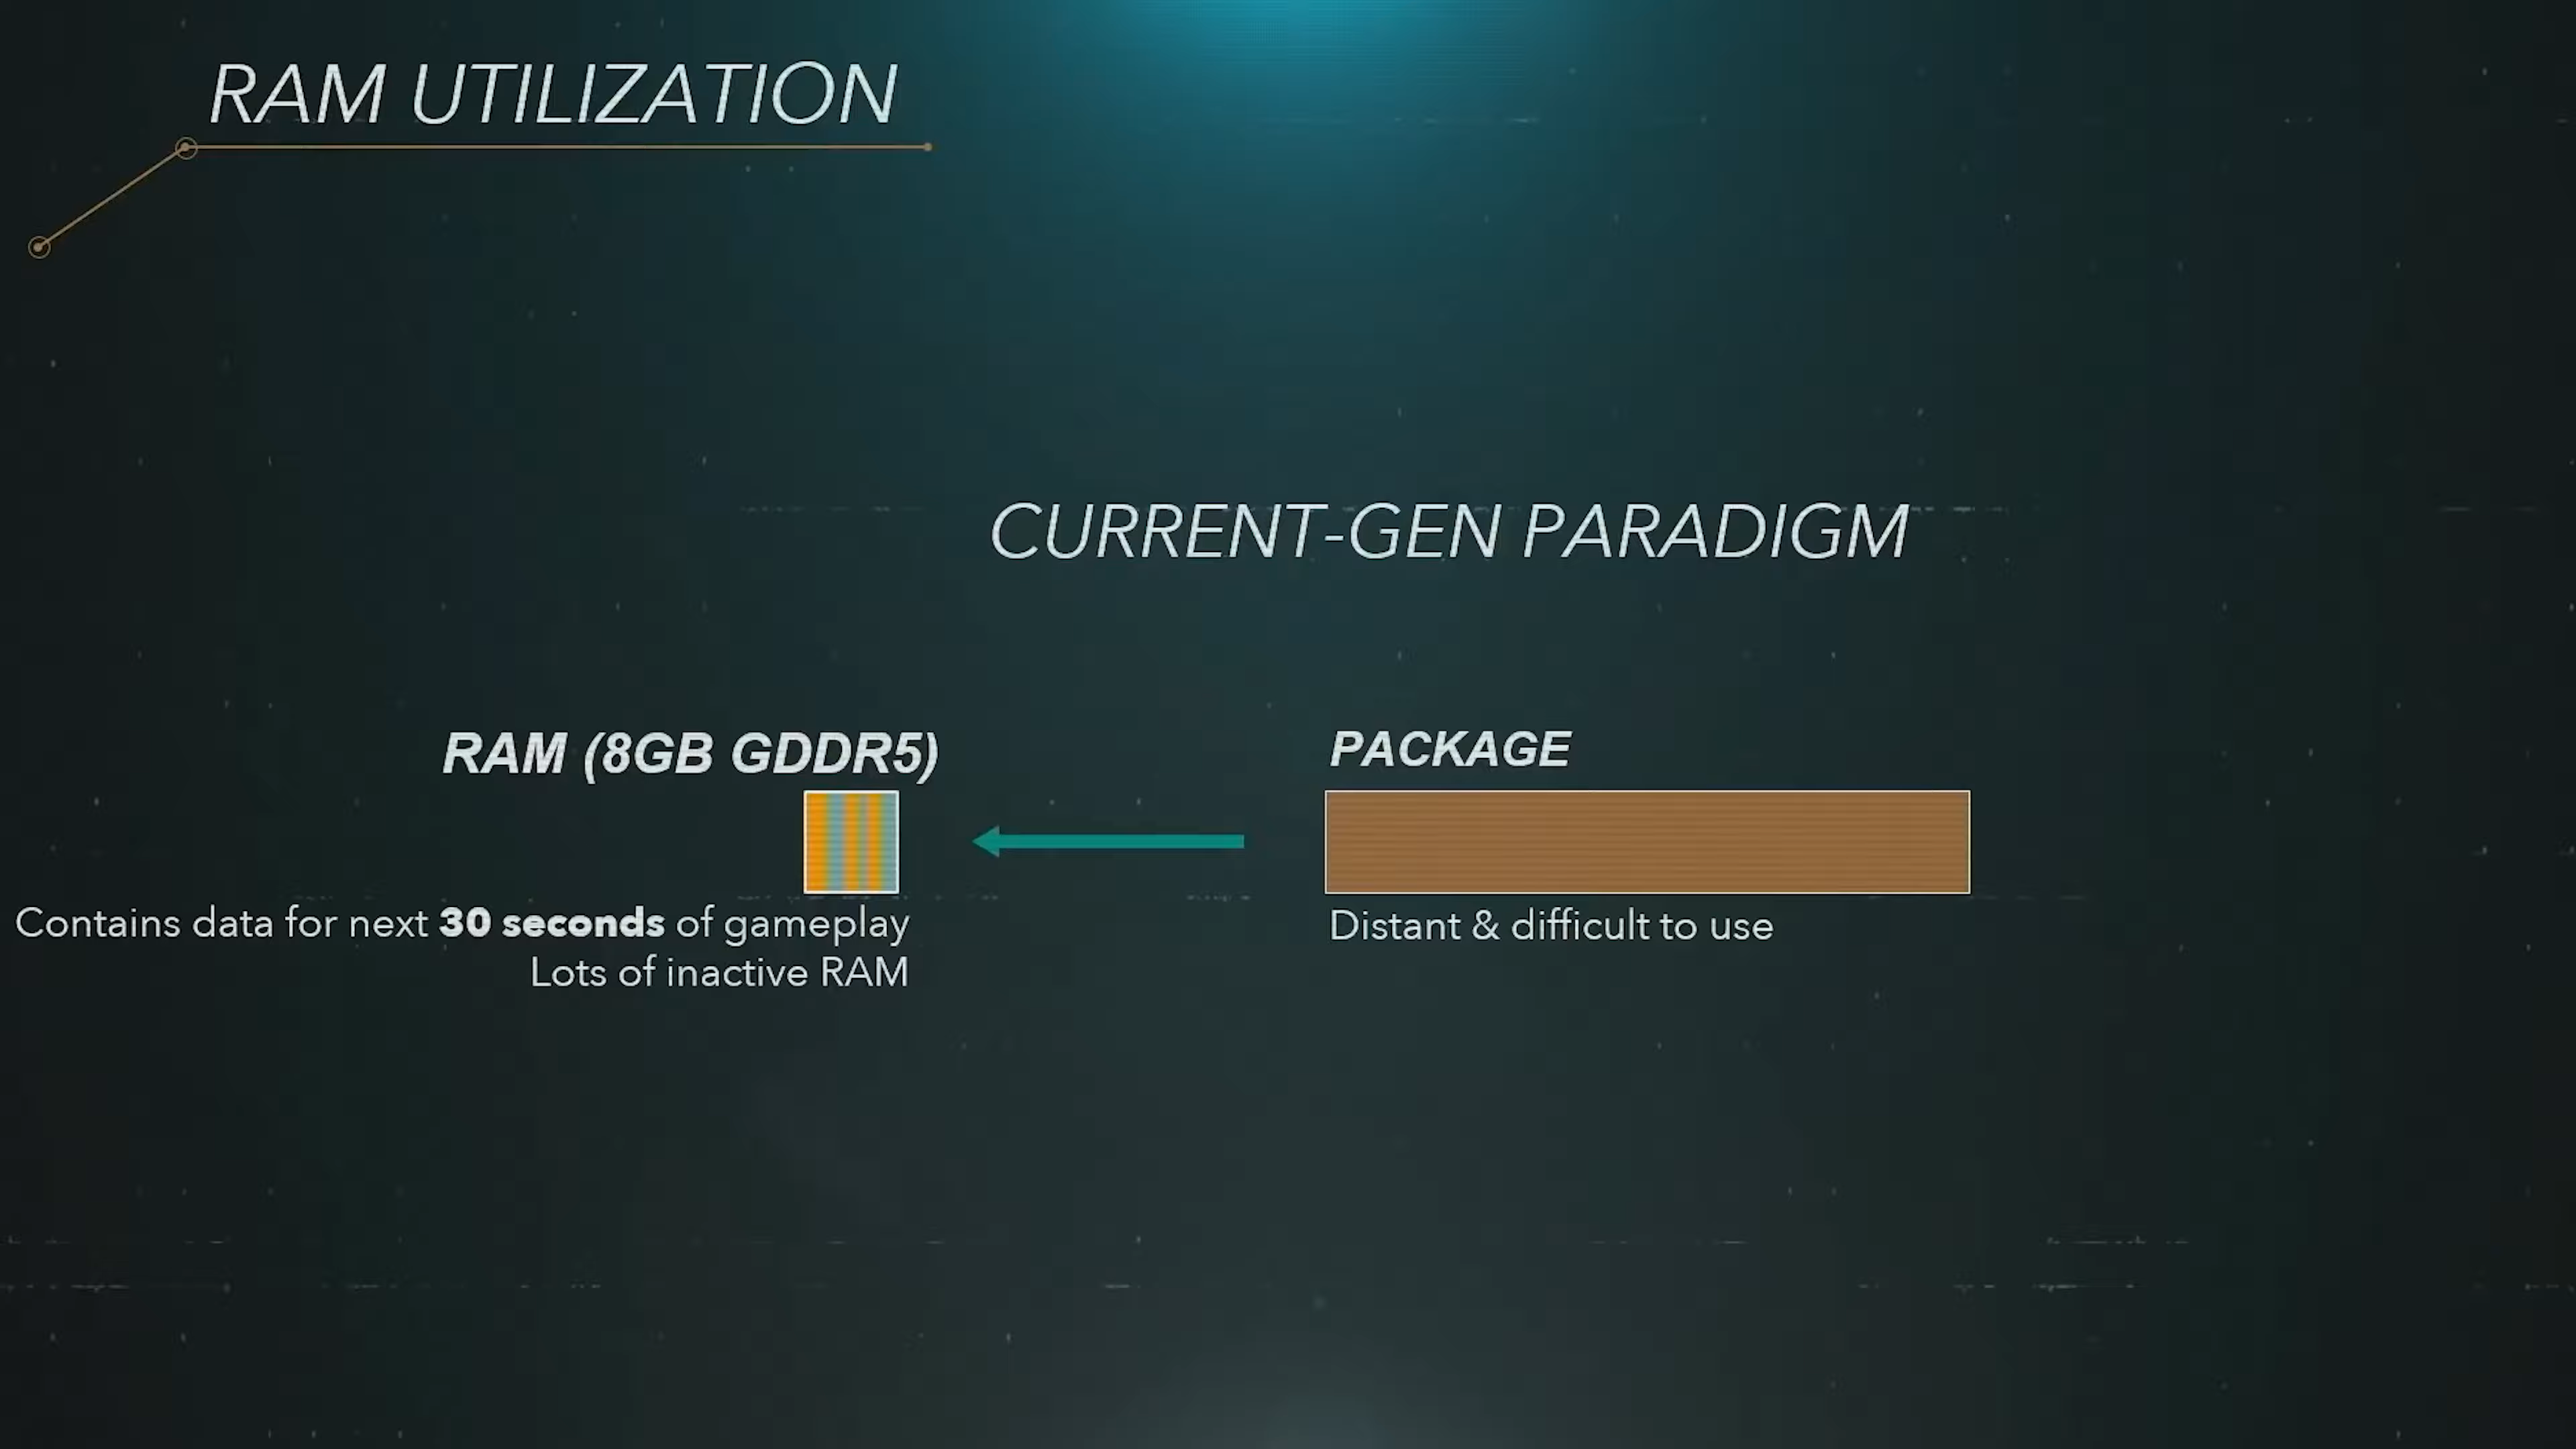 RAM UTILIZATION
CURRENT-GEN PARADIGM
RAM (8GB GDDR5)
Contains data for next 30 seconds of gameplay
Lots of inactive RAM
PACKAGE
Distant & difficult to use